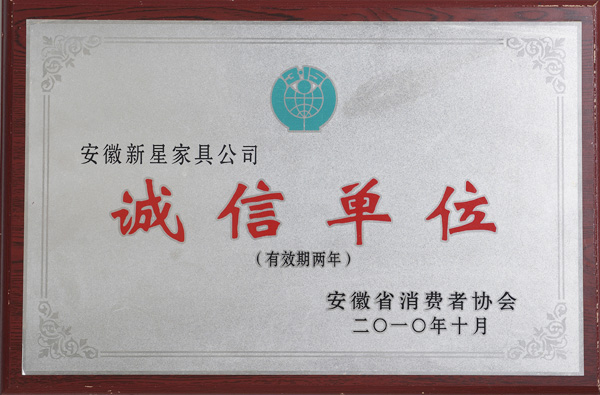 安徽新星家具公司
诚信单位
（有效期两年）
安徽省消费者协会
二〇一〇年十月